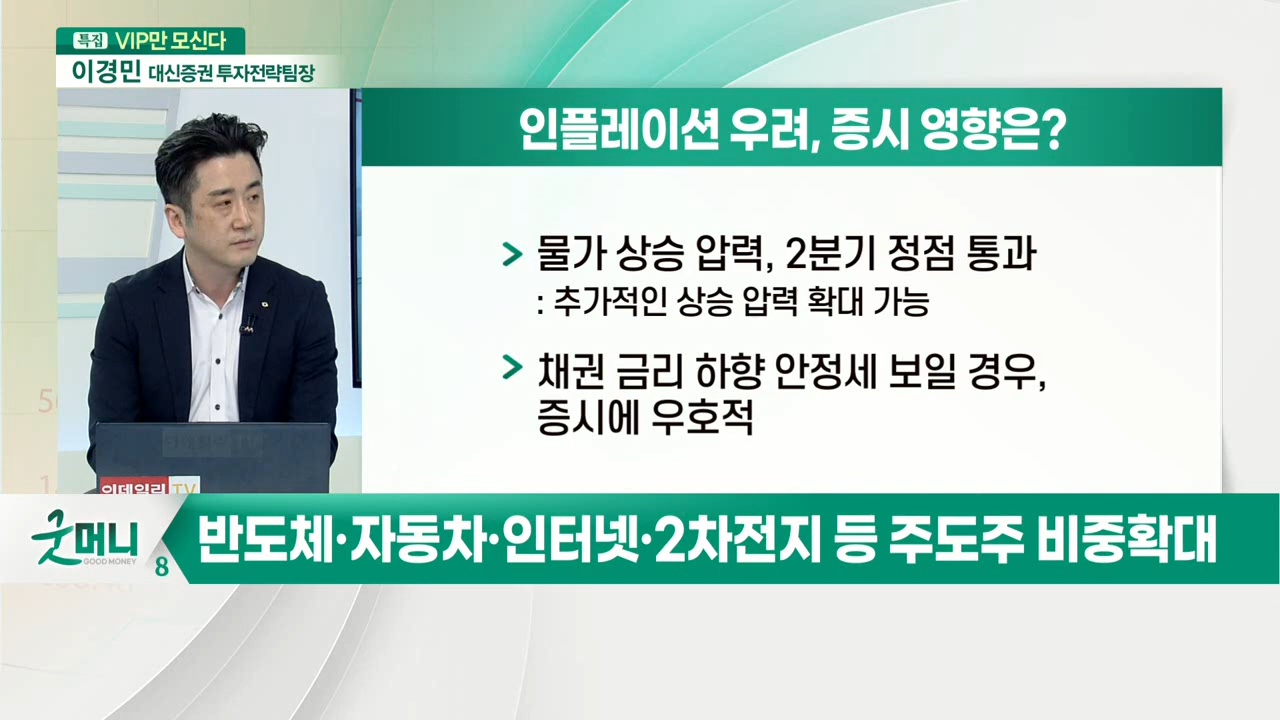 특집 VIP만 모신다
이경민 대신증권 투자전략팀장
인플레이션 우려, 증시 영향은?
> 물가 상승 압력, 2분기 정점 통과
: 추가적인 상승 압력 확대 가능
> 채권 금리 하향 안정세 보일 경우,
증시에 우호적
이데일리 TV
굿머니
GOOD MONEY
8
반도체·자동차·인터넷·2차전지 등 주도주 비중확대